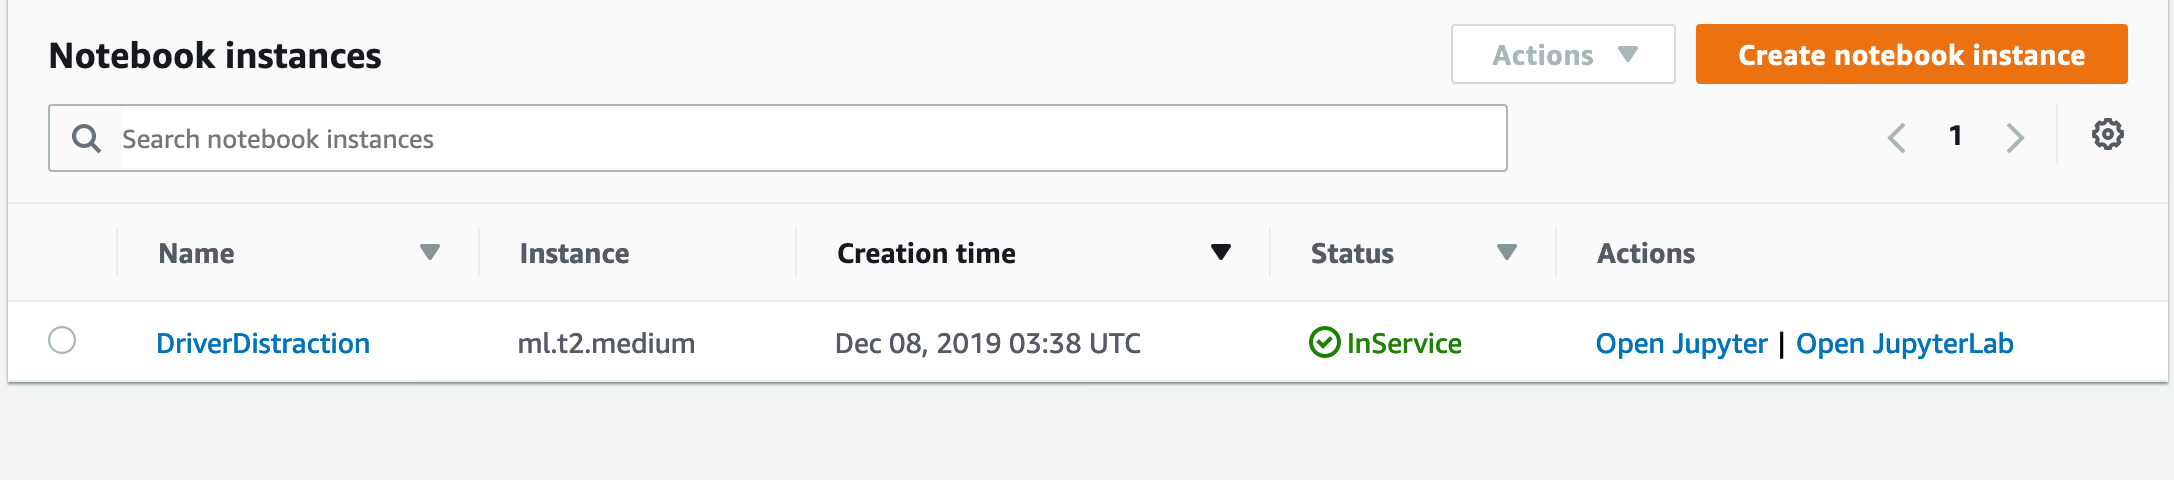 Notebook instances
Actions
Create notebook instance
Search notebook instances
1
Name Instance Creation time Status Actions
DriverDistraction ml.t2.medium Dec 08, 2019 03:38 UTC InService Open Jupyter | Open JupyterLab